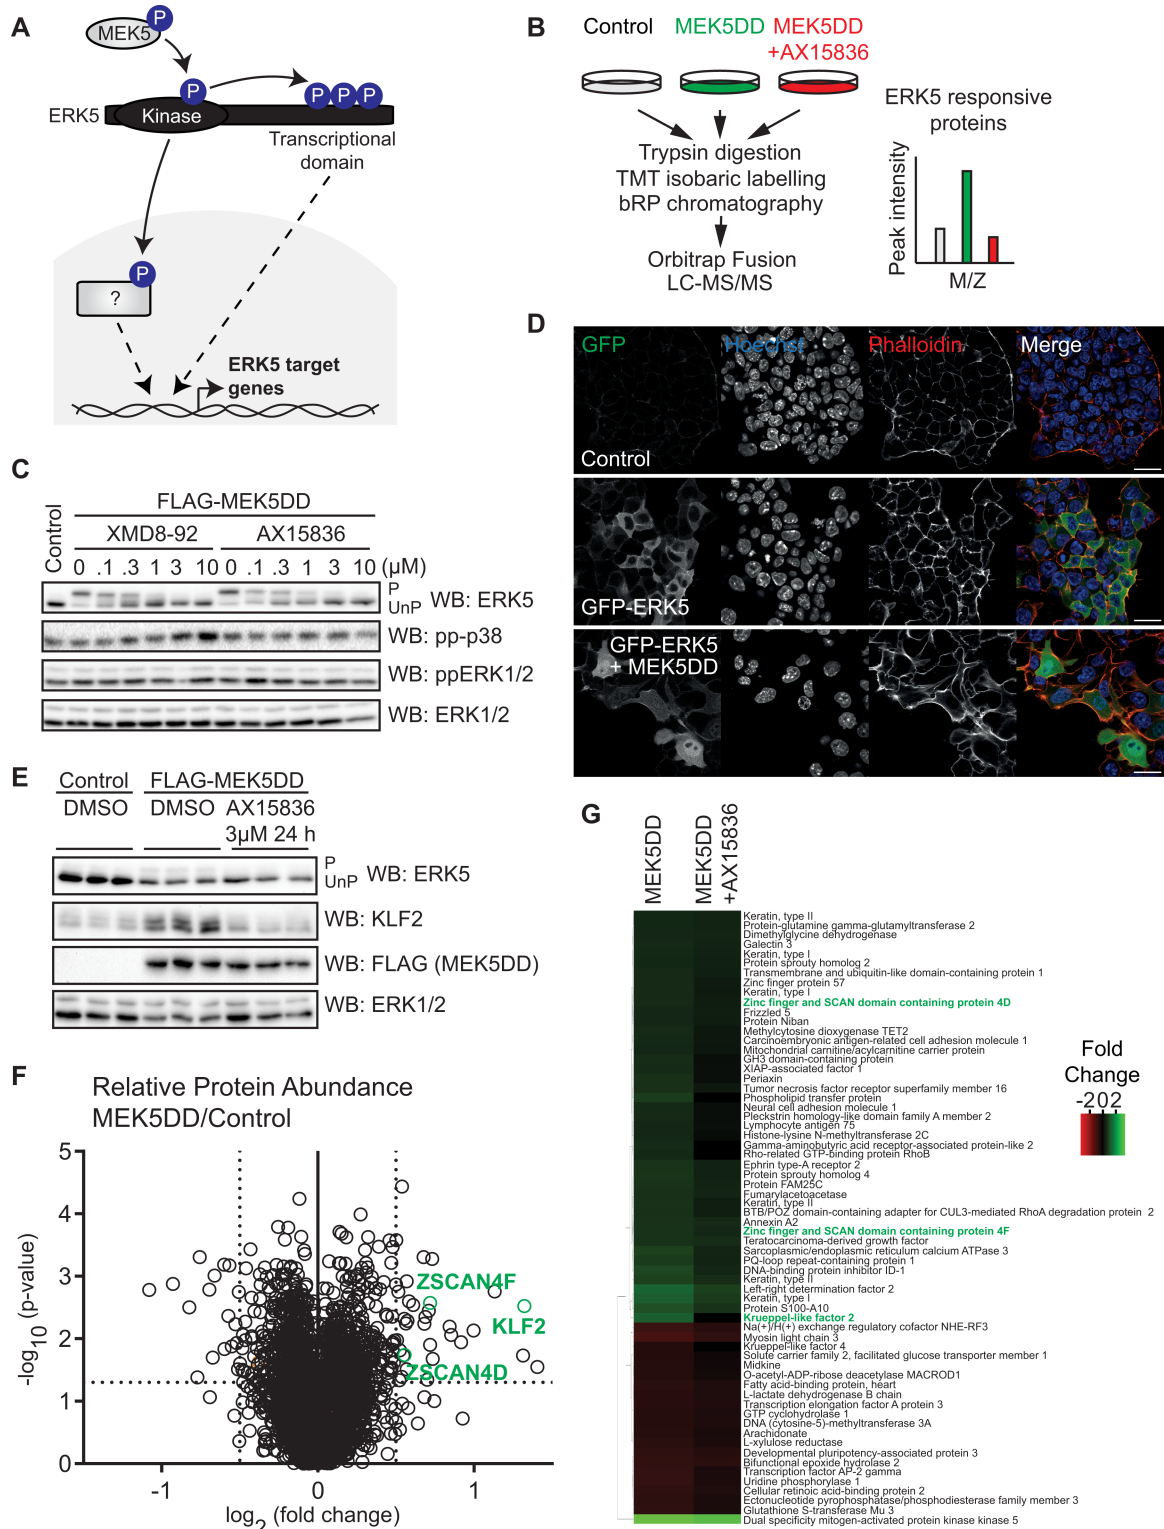 A
MEK5
P
P
P P P
ERK5
Kinase
Transcriptional
domain
P
?
ERK5 target
genes
B
Control
MEK5DD
MEK5DD
+AX15836
Trypsin digestion
TMT isobaric labelling
bRP chromatography
Orbitrap Fusion
LC-MS/MS
ERK5 responsive
proteins
Peak intensity
M/Z
C
Control
FLAG-MEK5DD
XMD8-92
AX15836
0 .1 .3 1 3 10 0 .1 .3 1 3 10 (µM)
P
UnP
WB: ERK5
WB: pp-p38
WB: ppERK1/2
WB: ERK1/2
D
GFP
Hoechst
Phalloidin
Merge
Control
GFP-ERK5
GFP-ERK5
+ MEK5DD
E
Control
FLAG-MEK5DD
DMSO
DMSO
AX15836
3µM 24 h
P
UnP
WB: ERK5
WB: KLF2
WB: FLAG (MEK5DD)
WB: ERK1/2
F
Relative Protein Abundance
MEK5DD/Control
-log10 (p-value)
5
4
3
2
1
0
ZSCAN4F
KLF2
ZSCAN4D
-1
0
1
log2 (fold change)
G
MEK5DD
MEK5DD
+AX15836
Keratin, type II
Protein-glutamine gamma-glutamyltransferase 2
Dimethylglycine dehydrogenase
Galectin 3
Keratin, type I
Protein sprouty homolog 2
Transmembrane and ubiquitin-like domain-containing protein 1
Zinc finger protein 57
Keratin, type I
Zinc finger and SCAN domain containing protein 4D
Frizzled 5
Protein Niban
Methylcytosine dioxygenase TET2
Carcinoembryonic antigen-related cell adhesion molecule 1
Mitochondrial carnitine/acylcarnitine carrier protein
GH3 domain-containing protein
XIAP-associated factor 1
Periaxin
Tumor necrosis factor receptor superfamily member 16
Phospholipid transfer protein
Neural cell adhesion molecule 1
Pleckstrin homology-like domain family A member 2
Lymphocyte antigen 75
Histone-lysine N-methyltransferase 2C
Gamma-aminobutyric acid receptor-associated protein-like 2
Rho-related GTP-binding protein RhoB
Ephrin type-A receptor 2
Protein sprouty homolog 4
Protein FAM25C
Fumarylacetoacetase
Keratin, type II
BTB/POZ domain-containing adapter for CUL3-mediated RhoA degradation protein 2
Annexin A2
Zinc finger and SCAN domain containing protein 4F
Teratocarcinoma-derived growth factor
Sarcoplasmic/endoplasmic reticulum calcium ATPase 3
PQ-loop repeat-containing protein 1
DNA-binding protein inhibitor ID-1
Keratin, type II
Left-right determination factor 2
Keratin, type I
Protein S100-A10
Krueppel-like factor 2
Na(+)/H(+) exchange regulatory cofactor NHE-RF3
Myosin light chain 3
Krueppel-like factor 4
Solute carrier family 2, facilitated glucose transporter member 1
Midkine
O-acetyl-ADP-ribose deacetylase MACROD1
Fatty acid-binding protein, heart
L-lactate dehydrogenase B chain
Transcription elongation factor A protein 3
GTP cyclohydrolase 1
DNA (cytosine-5)-methyltransferase 3A
Arachidonate
L-xylulose reductase
Developmental pluripotency-associated protein 3
Bifunctional epoxide hydrolase 2
Transcription factor AP-2 gamma
Uridine phosphorylase 1
Cellular retinoic acid-binding protein 2
Ectonucleotide pyrophosphatase/phosphodiesterase family member 3
Glutathione S-transferase Mu 3
Dual specificity mitogen-activated protein kinase kinase 5
Fold
Change
-2 0 2